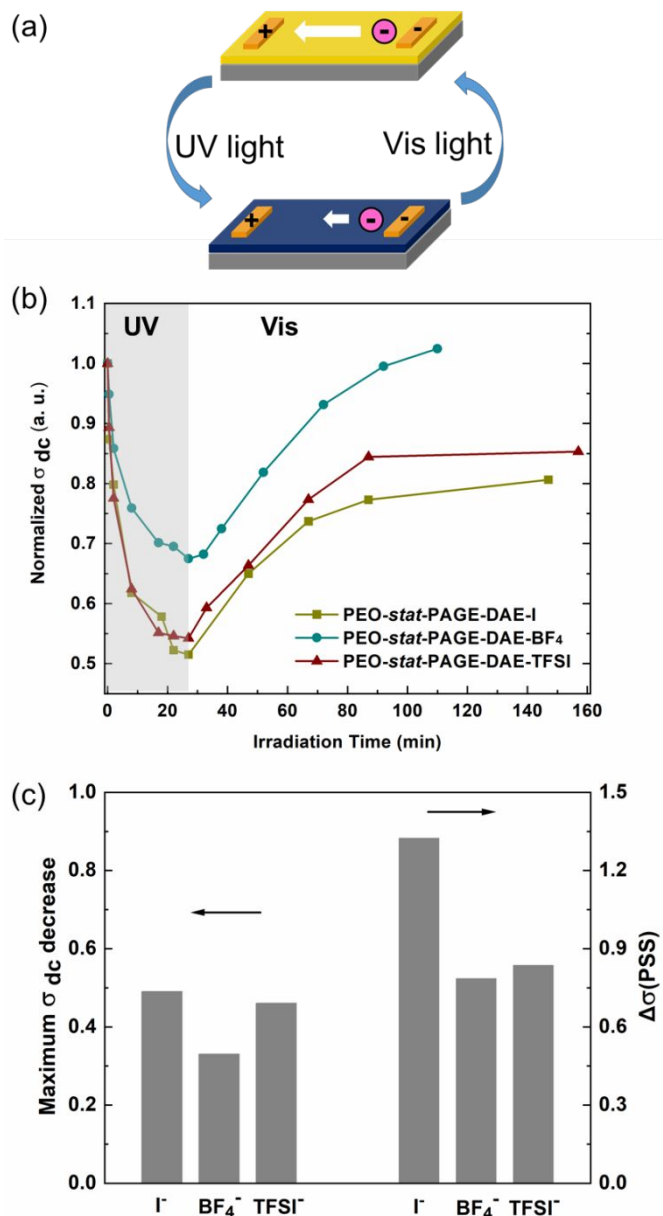 (a)
+
-
-
UV light
Vis light
+
-
-
(b)
UV
Vis
1.1
1.0
0.9
0.8
0.7
0.6
0.5
Normalized σ dc (a. u.)
PEO-stat-PAGE-DAE-I
PEO-stat-PAGE-DAE-BF₄
PEO-stat-PAGE-DAE-TFSI
0 20 40 60 80 100 120 140 160
Irradiation Time (min)
(c)
1.0
0.8
0.6
0.4
0.2
0.0
Maximum σ dc decrease
1.5
1.2
0.9
0.6
0.3
0.0
Δσ(PSS)
I⁻ BF₄⁻ TFSI⁻ I⁻ BF₄⁻ TFSI⁻